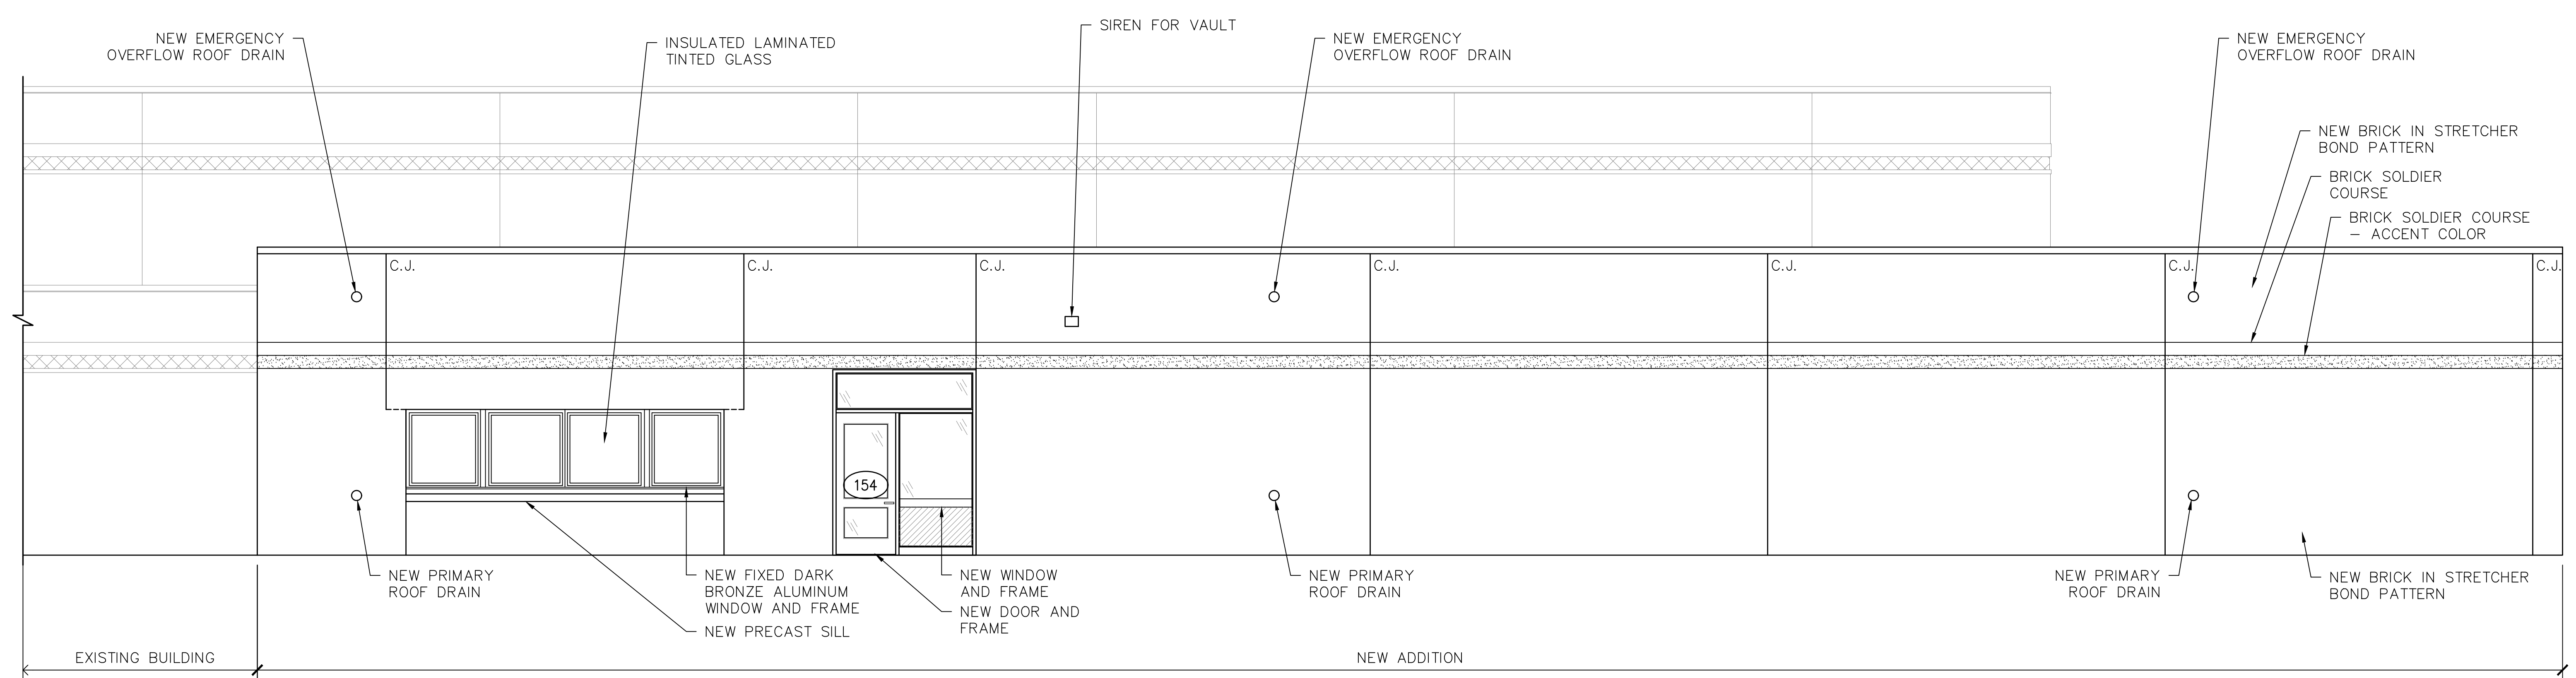 SIREN FOR VAULT
NEW EMERGENCY
OVERFLOW ROOF DRAIN
INSULATED LAMINATED
TINTED GLASS
NEW EMERGENCY
OVERFLOW ROOF DRAIN
NEW EMERGENCY
OVERFLOW ROOF DRAIN
NEW BRICK IN STRETCHER
BOND PATTERN
BRICK SOLDIER
COURSE
BRICK SOLDIER COURSE
– ACCENT COLOR
C.J.
C.J.
C.J.
C.J.
C.J.
C.J.
C.J.
154
NEW PRIMARY
ROOF DRAIN
NEW FIXED DARK
BRONZE ALUMINUM
WINDOW AND FRAME
NEW PRECAST SILL
NEW WINDOW
AND FRAME
NEW DOOR AND
FRAME
NEW PRIMARY
ROOF DRAIN
NEW PRIMARY
ROOF DRAIN
NEW BRICK IN STRETCHER
BOND PATTERN
EXISTING BUILDING
NEW ADDITION